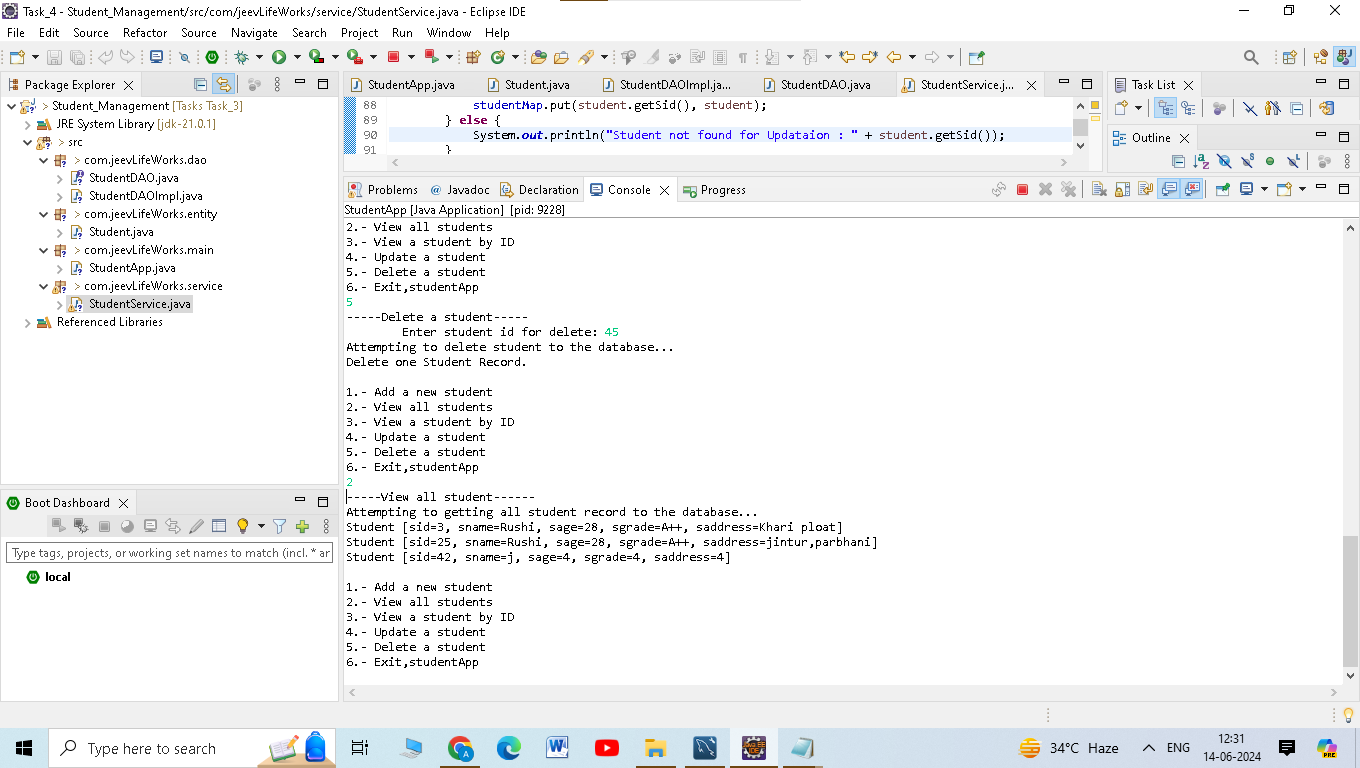 Task_4 - Student_Management/src/com/jeevLifeWorks/service/StudentService.java - Eclipse IDE
File Edit Source Refactor Source Navigate Search Project Run Window Help
Package Explorer
Student_Management [Tasks Task_3]
JRE System Library [jdk-21.0.1]
src
com.jeevLifeWorks.dao
StudentDAO.java
StudentDAOImpl.java
com.jeevLifeWorks.entity
Student.java
com.jeevLifeWorks.main
StudentApp.java
com.jeevLifeWorks.service
StudentService.java
Referenced Libraries
Boot Dashboard
Type tags, projects, or working set names to match (incl. * ar
local
StudentApp.java Student.java StudentDAOImpl.ja... StudentDAO.java StudentService.j...
88 studentMap.put(student.getSid(), student);
89 } else {
90 System.out.println("Student not found for Updataion : " + student.getSid());
91 }
Problems Javadoc Declaration Console Progress
StudentApp [Java Application] [pid: 9228]
2.- View all students
3.- View a student by ID
4.- Update a student
5.- Delete a student
6.- Exit,studentApp
5
-----Delete a student-----
Enter student id for delete: 45
Attempting to delete student to the database...
Delete one Student Record.
1.- Add a new student
2.- View all students
3.- View a student by ID
4.- Update a student
5.- Delete a student
6.- Exit,studentApp
2
-----View all student------
Attempting to getting all student record to the database...
Student [sid=3, sname=Rushi, sage=28, sgrade=A++, saddress=Khari ploat]
Student [sid=25, sname=Rushi, sage=28, sgrade=A++, saddress=jintur,parbhani]
Student [sid=42, sname=j, sage=4, sgrade=4, saddress=4]
1.- Add a new student
2.- View all students
3.- View a student by ID
4.- Update a student
5.- Delete a student
6.- Exit,studentApp
Task List
Outline
Type here to search
34°C Haze
ENG
12:31
14-06-2024